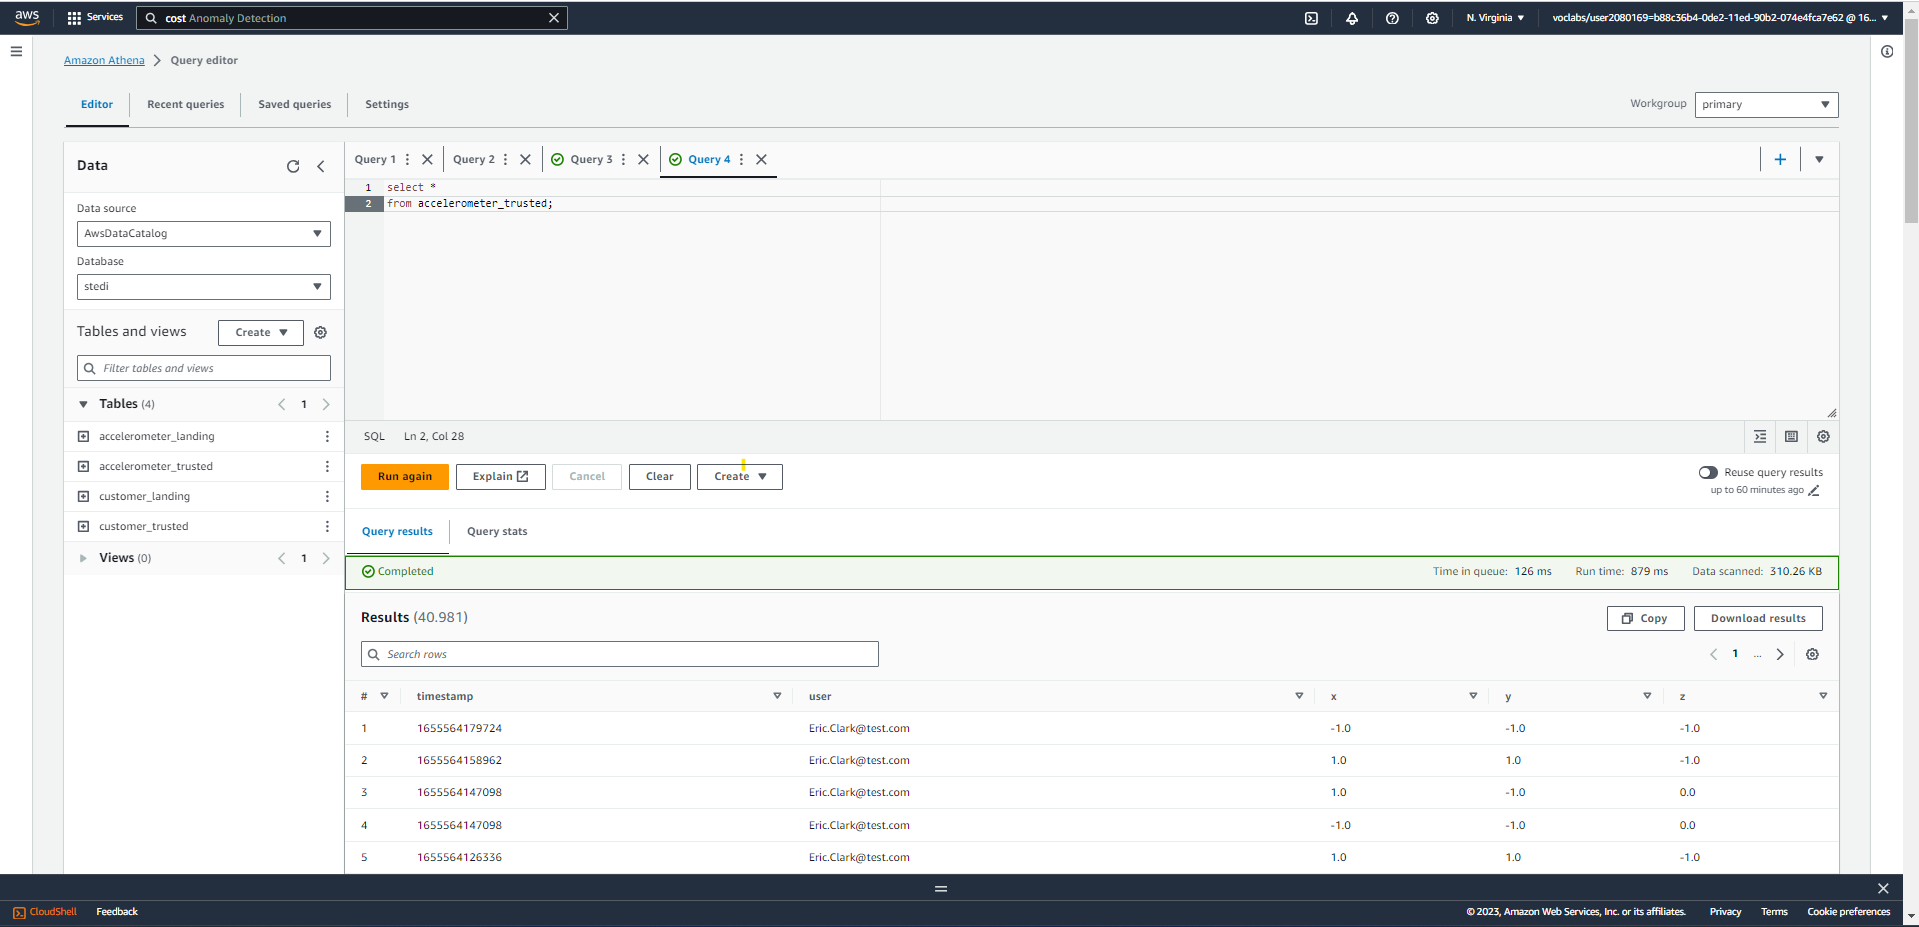 aws Services cost Anomaly Detection N. Virginia voclabs/user2080169=b88c36b4-0de2-11ed-90b2-074e4fca7e62 @ 16...
Amazon Athena Query editor
Editor Recent queries Saved queries Settings Workgroup primary
Data
Data source
AwsDataCatalog
Database
stedi
Tables and views Create
Filter tables and views
Tables (4) 1
accelerometer_landing
accelerometer_trusted
customer_landing
customer_trusted
Views (0) 1
Query 1 Query 2 Query 3 Query 4
1 select *
2 from accelerometer_trusted;
SQL Ln 2, Col 28
Run again Explain Cancel Clear Create Reuse query results
up to 60 minutes ago
Query results Query stats
Completed Time in queue: 126 ms Run time: 879 ms Data scanned: 310.26 KB
Results (40.981) Copy Download results
Search rows 1 ...
# timestamp user x y z
1 1655564179724 Eric.Clark@test.com -1.0 -1.0 -1.0
2 1655564158962 Eric.Clark@test.com 1.0 1.0 -1.0
3 1655564147098 Eric.Clark@test.com 1.0 -1.0 0.0
4 1655564147098 Eric.Clark@test.com -1.0 -1.0 0.0
5 1655564126336 Eric.Clark@test.com 1.0 1.0 -1.0
CloudShell Feedback © 2023, Amazon Web Services, Inc. or its affiliates. Privacy Terms Cookie preferences